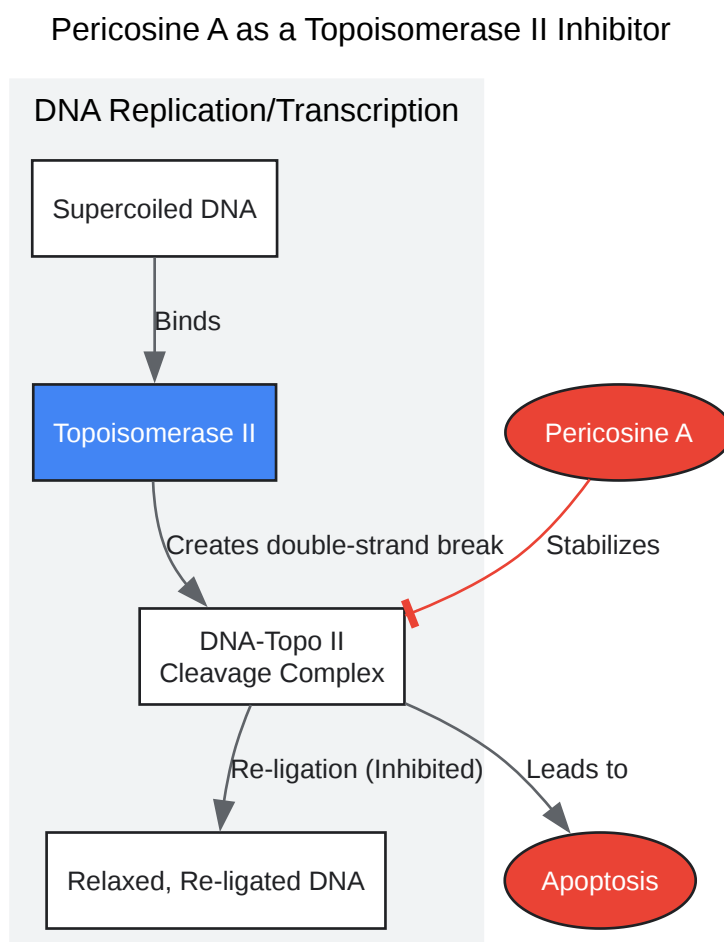 Pericosine A as a Topoisomerase II Inhibitor
DNA Replication/Transcription
Supercoiled DNA
Binds
Topoisomerase II
Pericosine A
Creates double-strand break
Stabilizes
DNA-Topo II
Cleavage Complex
Re-ligation (Inhibited)
Leads to
Relaxed, Re-ligated DNA
Apoptosis